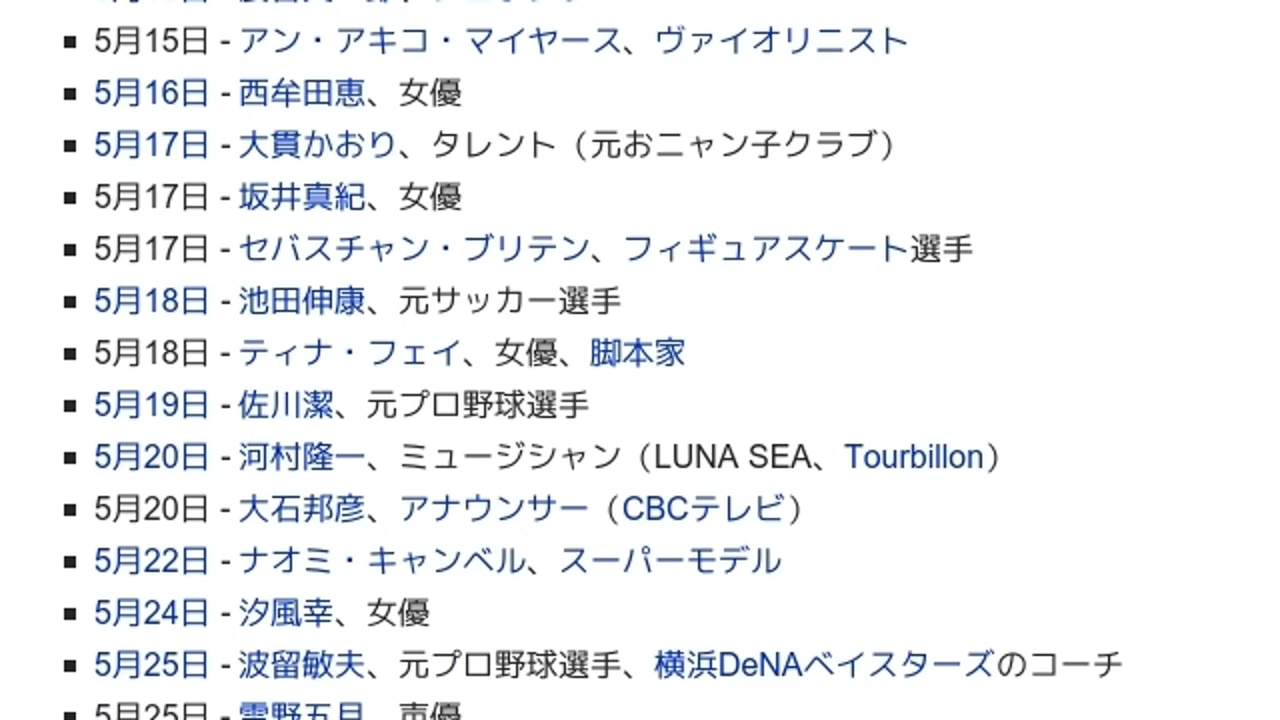 5月15日 - アン・アキコ・マイヤース、ヴァイオリニスト
5月16日 - 西牟田恵、女優
5月17日 - 大貫かおり、タレント（元おニャン子クラブ）
5月17日 - 坂井真紀、女優
5月17日 - セバスチャン・ブリテン、フィギュアスケート選手
5月18日 - 池田伸康、元サッカー選手
5月18日 - ティナ・フェイ、女優、脚本家
5月19日 - 佐川潔、元プロ野球選手
5月20日 - 河村隆一、ミュージシャン（LUNA SEA、Tourbillon）
5月20日 - 大石邦彦、アナウンサー（CBCテレビ）
5月22日 - ナオミ・キャンベル、スーパーモデル
5月24日 - 汐風幸、女優
5月25日 - 波留敏夫、元プロ野球選手、横浜DeNAベイスターズのコーチ
5月25日 - 雪野五月、声優